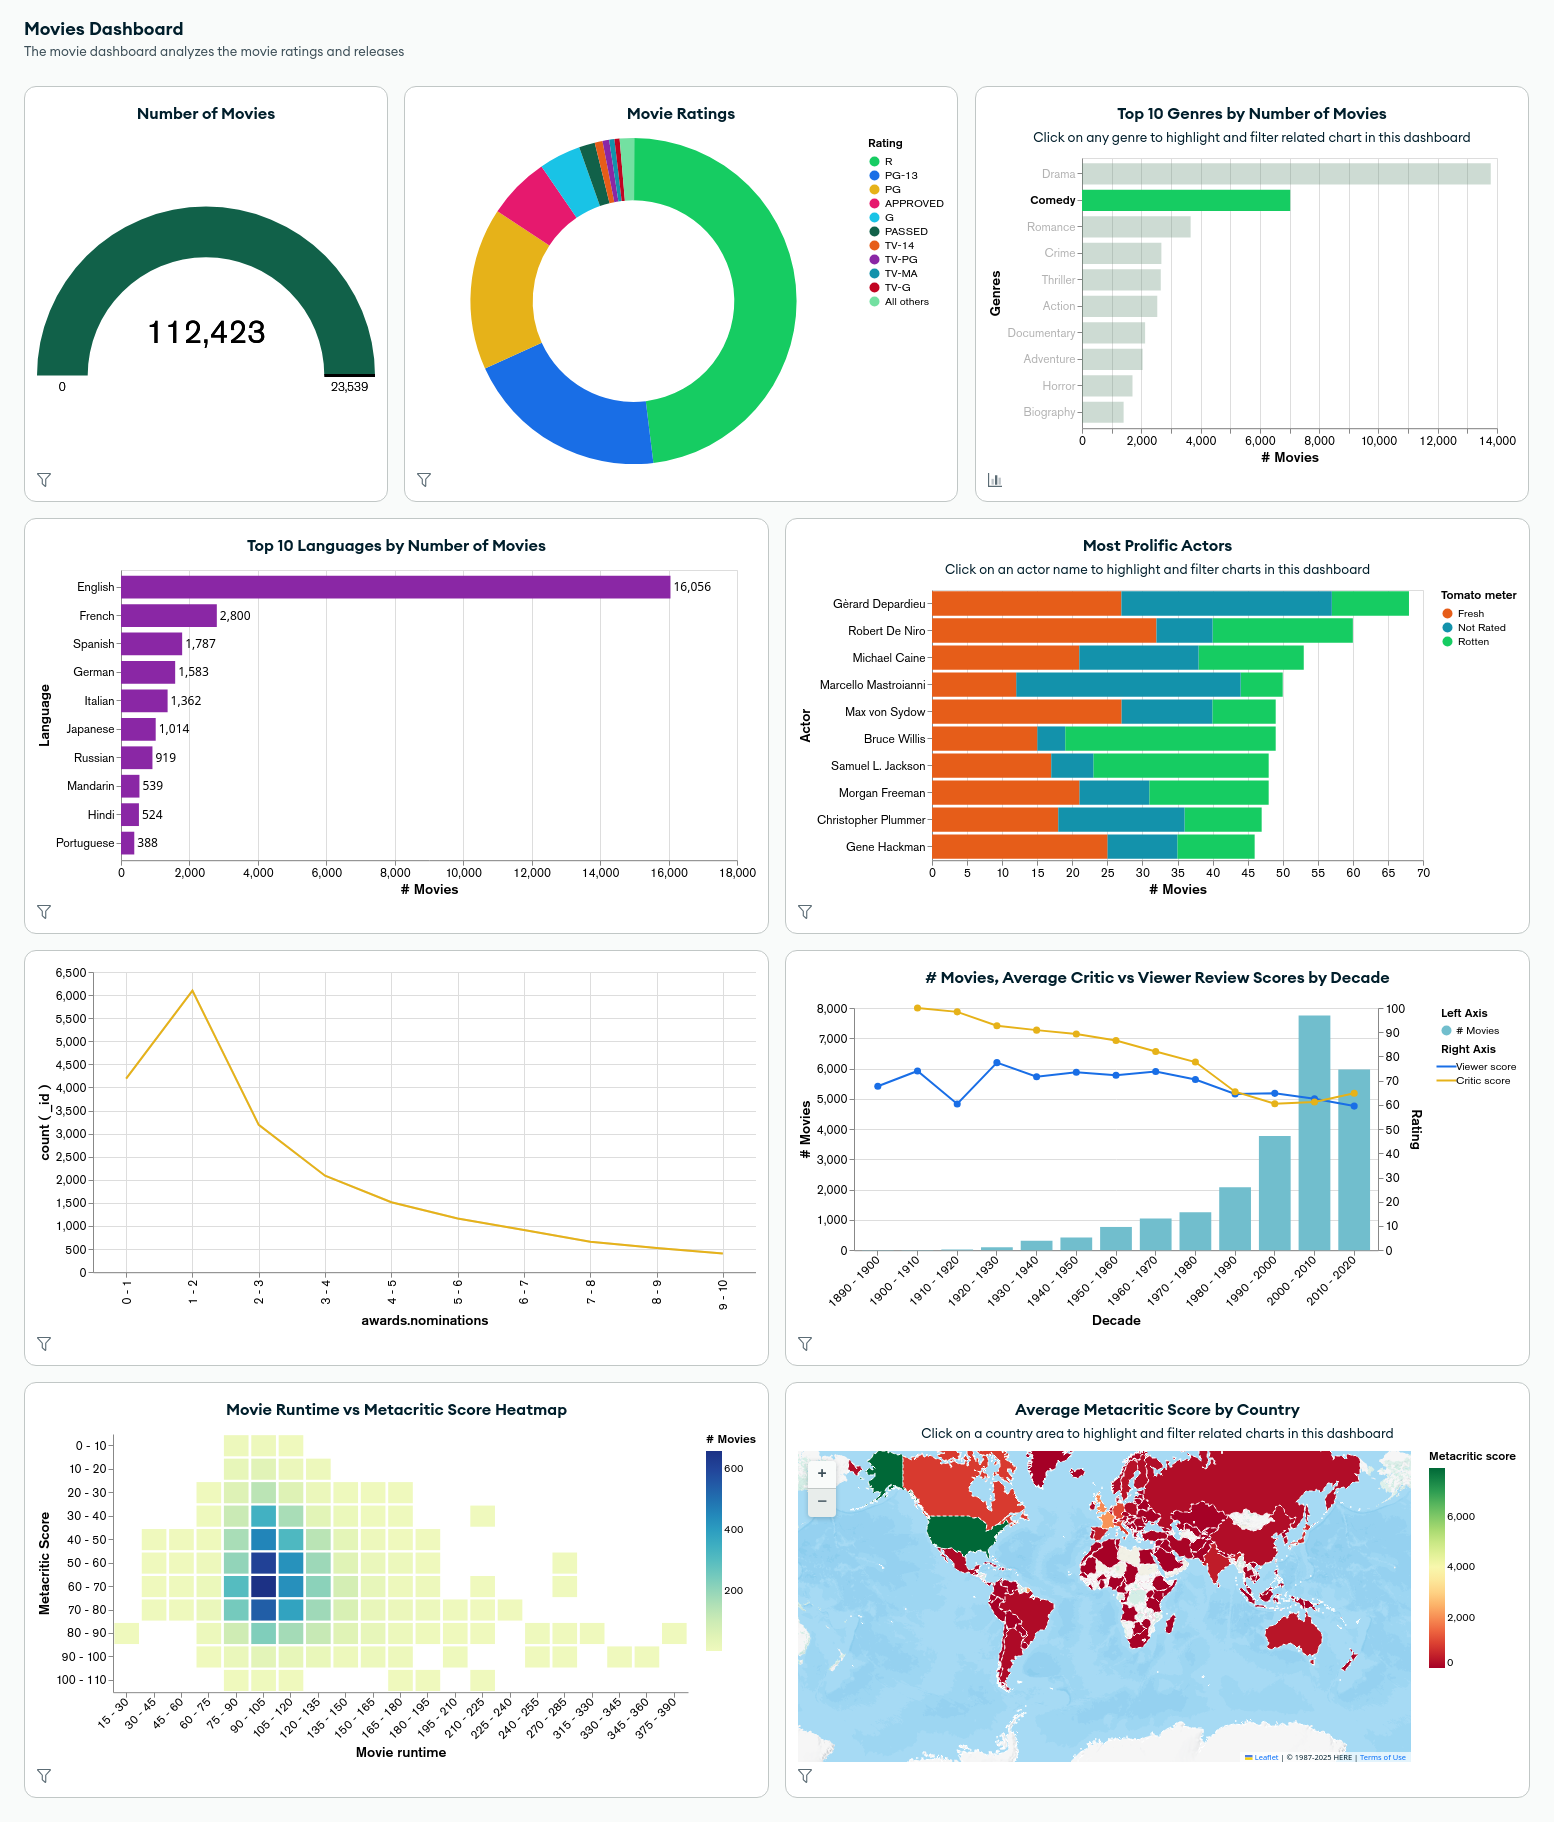 Movies Dashboard
The movie dashboard analyzes the movie ratings and releases
Number of Movies
112,423
0
23,539
Movie Ratings
Rating
R
PG-13
PG
APPROVED
G
PASSED
TV-14
TV-PG
TV-MA
TV-G
All others
Top 10 Genres by Number of Movies
Click on any genre to highlight and filter related chart in this dashboard
Genres
Drama
Comedy
Romance
Crime
Thriller
Action
Documentary
Adventure
Horror
Biography
0 2,000 4,000 6,000 8,000 10,000 12,000 14,000
# Movies
Top 10 Languages by Number of Movies
Language
English 16,056
French 2,800
Spanish 1,787
German 1,583
Italian 1,362
Japanese 1,014
Russian 919
Mandarin 539
Hindi 524
Portuguese 388
0 2,000 4,000 6,000 8,000 10,000 12,000 14,000 16,000 18,000
# Movies
Most Prolific Actors
Click on an actor name to highlight and filter charts in this dashboard
Actor
Gèrard Depardieu
Robert De Niro
Michael Caine
Marcello Mastroianni
Max von Sydow
Bruce Willis
Samuel L. Jackson
Morgan Freeman
Christopher Plummer
Gene Hackman
0 5 10 15 20 25 30 35 40 45 50 55 60 65 70
# Movies
Tomato meter
Fresh
Not Rated
Rotten
count ( _id )
6,500
6,000
5,500
5,000
4,500
4,000
3,500
3,000
2,500
2,000
1,500
1,000
500
0
0 - 1 1 - 2 2 - 3 3 - 4 4 - 5 5 - 6 6 - 7 7 - 8 8 - 9 9 - 10
awards.nominations
# Movies, Average Critic vs Viewer Review Scores by Decade
# Movies
8,000
7,000
6,000
5,000
4,000
3,000
2,000
1,000
0
100
90
80
70
60
50
40
30
20
10
0
Rating
1890 - 1900 1900 - 1910 1910 - 1920 1920 - 1930 1930 - 1940 1940 - 1950 1950 - 1960 1960 - 1970 1970 - 1980 1980 - 1990 1990 - 2000 2000 - 2010 2010 - 2020
Decade
Left Axis
# Movies
Right Axis
Viewer score
Critic score
Movie Runtime vs Metacritic Score Heatmap
Metacritic Score
0 - 10
10 - 20
20 - 30
30 - 40
40 - 50
50 - 60
60 - 70
70 - 80
80 - 90
90 - 100
100 - 110
15 - 30 30 - 45 45 - 60 60 - 75 75 - 90 90 - 105 105 - 120 120 - 135 135 - 150 150 - 165 165 - 180 180 - 195 195 - 210 210 - 225 225 - 240 240 - 255 270 - 285 315 - 330 330 - 345 345 - 360 375 - 390
Movie runtime
# Movies
600
400
200
Average Metacritic Score by Country
Click on a country area to highlight and filter related charts in this dashboard
+
−
Leaflet | © 1987-2025 HERE | Terms of Use
Metacritic score
6,000
4,000
2,000
0